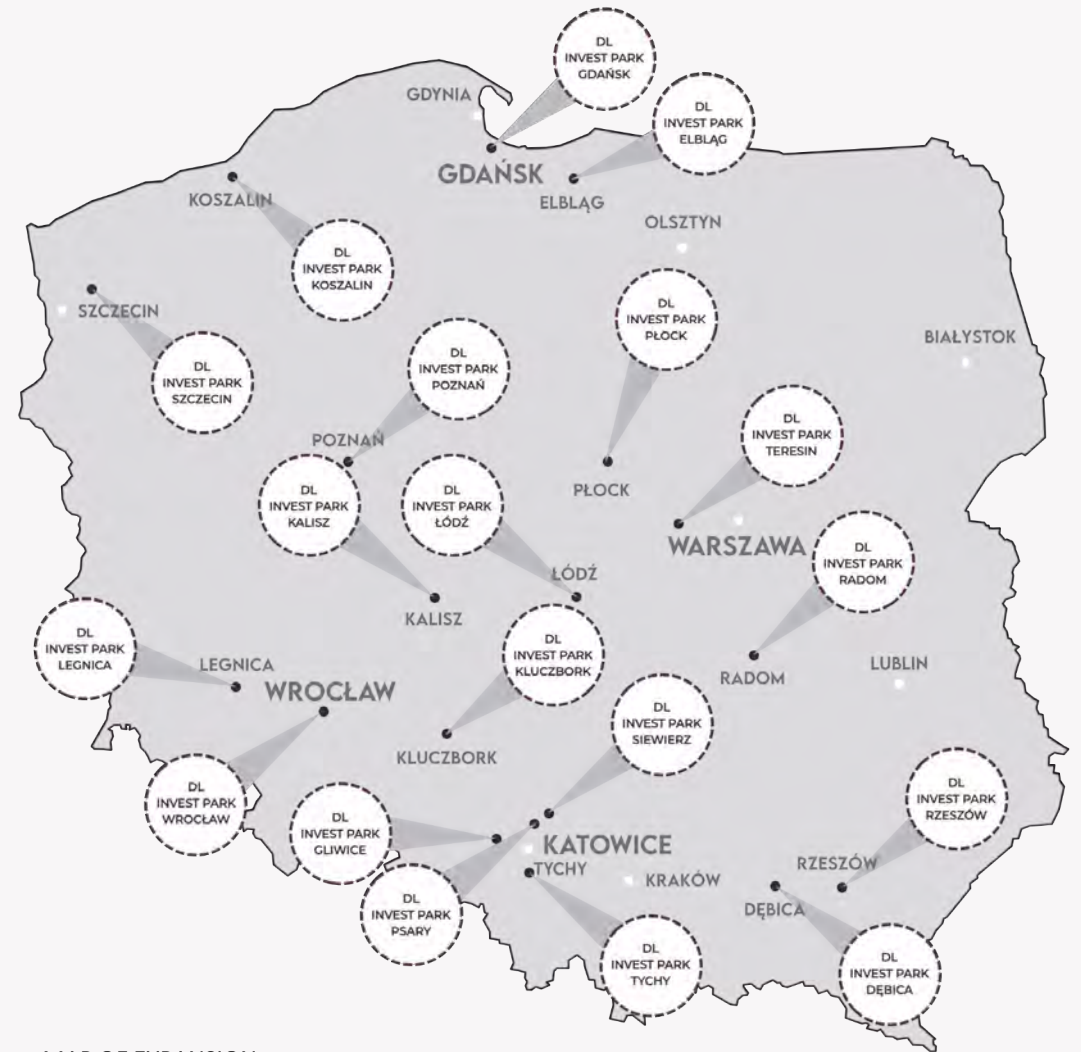 DL
INVEST PARK
GDAŃSK
GDYNIA
DL
INVEST PARK
ELBLĄG
GDAŃSK
KOSZALIN
ELBLĄG
OLSZTYN
DL
INVEST PARK
KOSZALIN
SZCZECIN
DL
INVEST PARK
PŁOCK
BIAŁYSTOK
DL
INVEST PARK
SZCZECIN
DL
INVEST PARK
POZNAŃ
DL
INVEST PARK
TERESIN
POZNAŃ
DL
INVEST PARK
KALISZ
DL
INVEST PARK
ŁÓDŹ
PŁOCK
WARSZAWA
DL
INVEST PARK
RADOM
ŁÓDŹ
KALISZ
DL
INVEST PARK
LEGNICA
LEGNICA
WROCŁAW
DL
INVEST PARK
KLUCZBORK
RADOM
LUBLIN
DL
INVEST PARK
SIEWIERZ
KLUCZBORK
DL
INVEST PARK
WROCŁAW
DL
INVEST PARK
GLIWICE
DL
INVEST PARK
RZESZÓW
KATOWICE
TYCHY
KRAKÓW
RZESZÓW
DĘBICA
DL
INVEST PARK
PSARY
DL
INVEST PARK
TYCHY
DL
INVEST PARK
DĘBICA
MAP OF EXPANSION